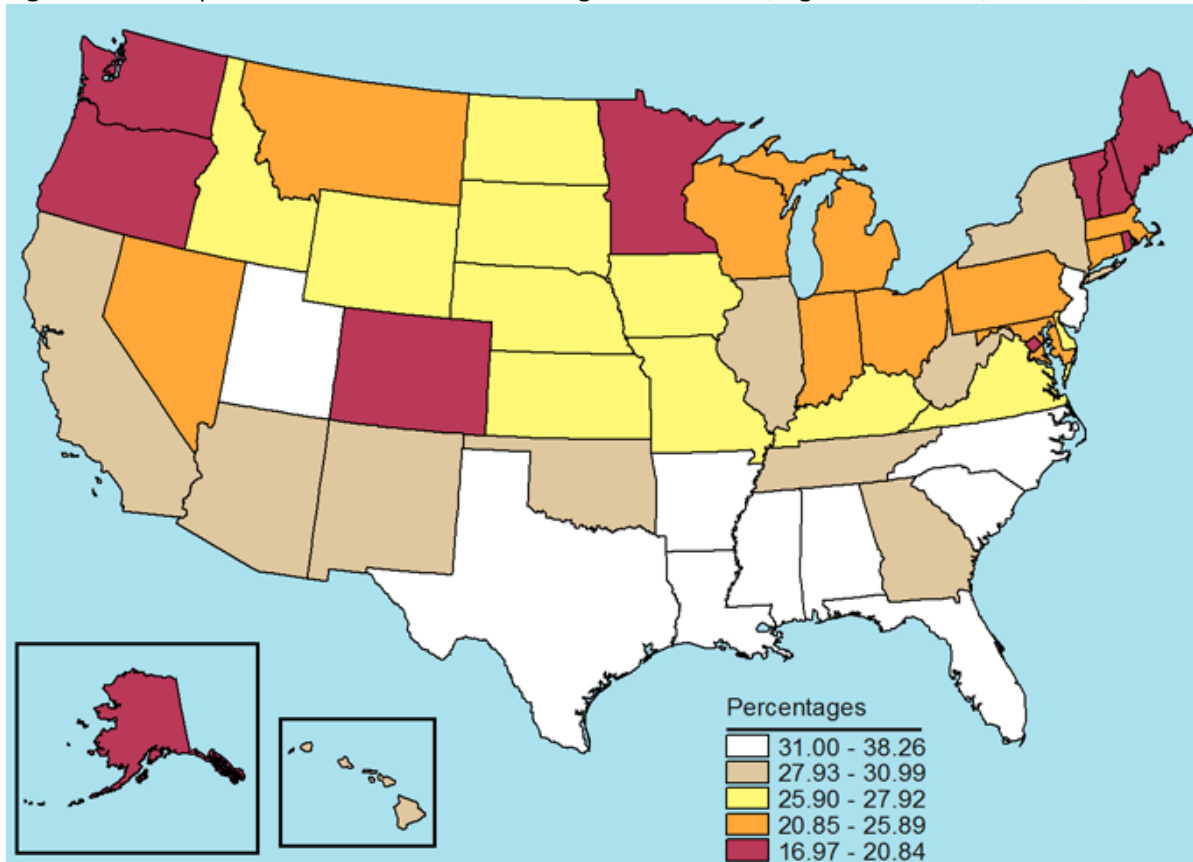 Percentages
31.00 - 38.26
27.93 - 30.99
25.90 - 27.92
20.85 - 25.89
16.97 - 20.84